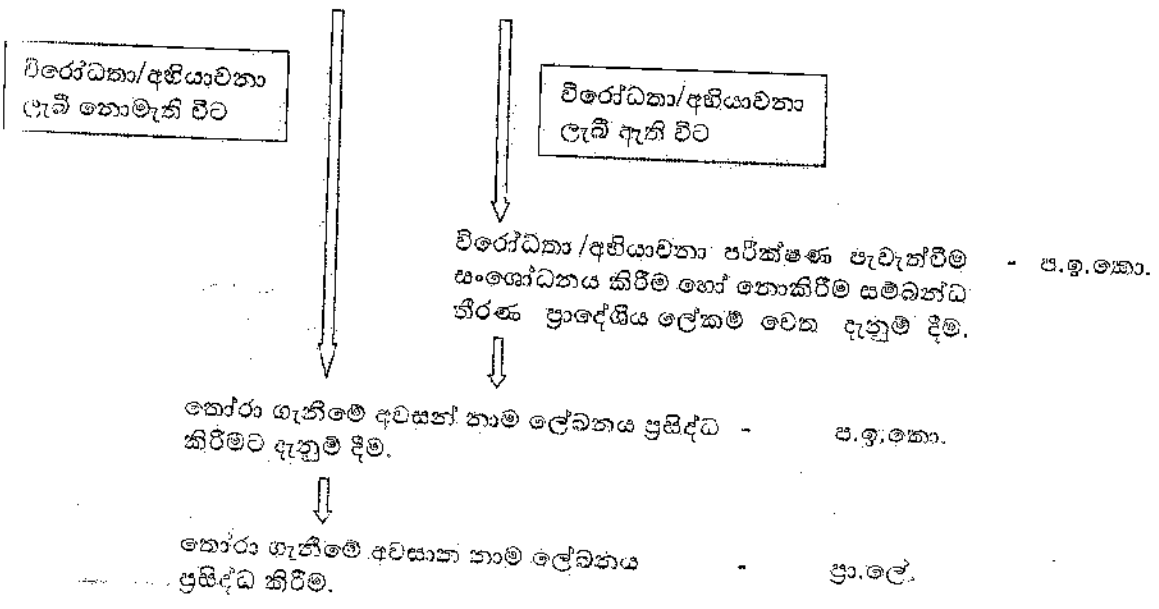 විරෝධතා/අභියාචනා
ලැබී නොමැති විට
විරෝධතා/අභියාචනා
ලැබී ඇති විට
විරෝධතා /අභියාචනා පරීක්ෂණ පැවැත්වීම - ප.ඉ.කො.
සංශෝධනය කිරීම හෝ නොකිරීම සම්බන්ධ
තීරණ ප්‍රාදේශීය ලේකම් වෙත දැනුම් දීම.
තෝරා ගැනීමේ අවසන් නාම ලේඛනය ප්‍රසිද්ධ - ප.ඉ.කො.
කිරීමට දැනුම් දීම.
තෝරා ගැනීමේ අවසාන නාම ලේඛනය - ප්‍රා.ලේ.
ප්‍රසිද්ධ කිරීම.